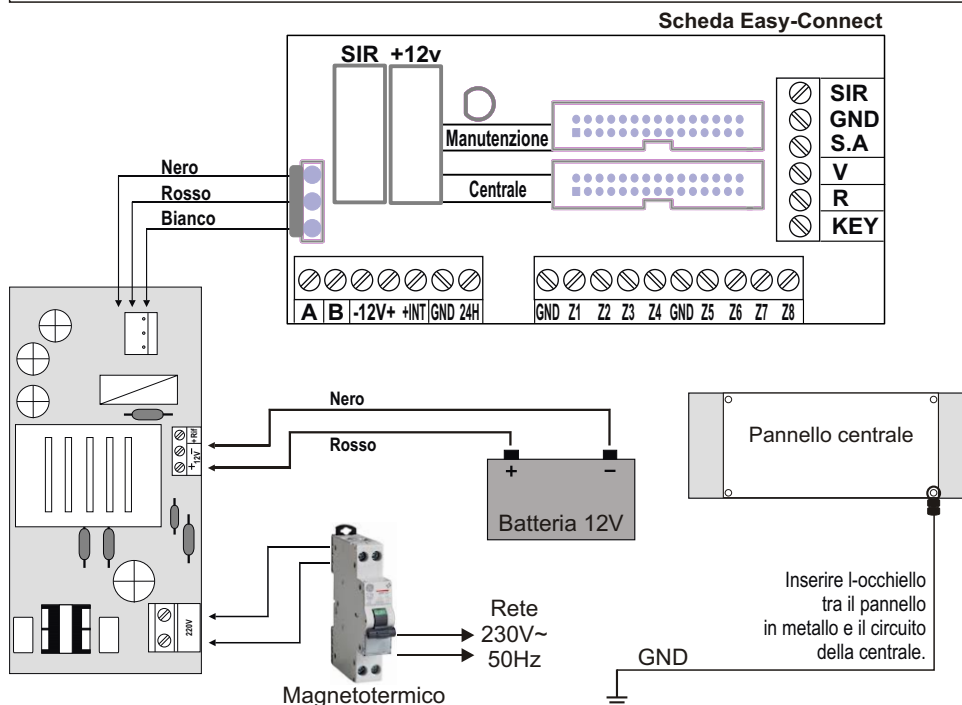 Scheda Easy-Connect
SIR +12v
Manutenzione
Centrale
SIR
GND
S.A
V
R
KEY
Nero
Rosso
Bianco
A B -12V+ +INT GND 24H
GND Z1 Z2 Z3 Z4 GND Z5 Z6 Z7 Z8
+Rif
+12V-
220V
Nero
Rosso
+ -
Batteria 12V
Pannello centrale
Rete
230V~
50Hz
Magnetotermico
GND
Inserire l-occhiello
tra il pannello
in metallo e il circuito
della centrale.